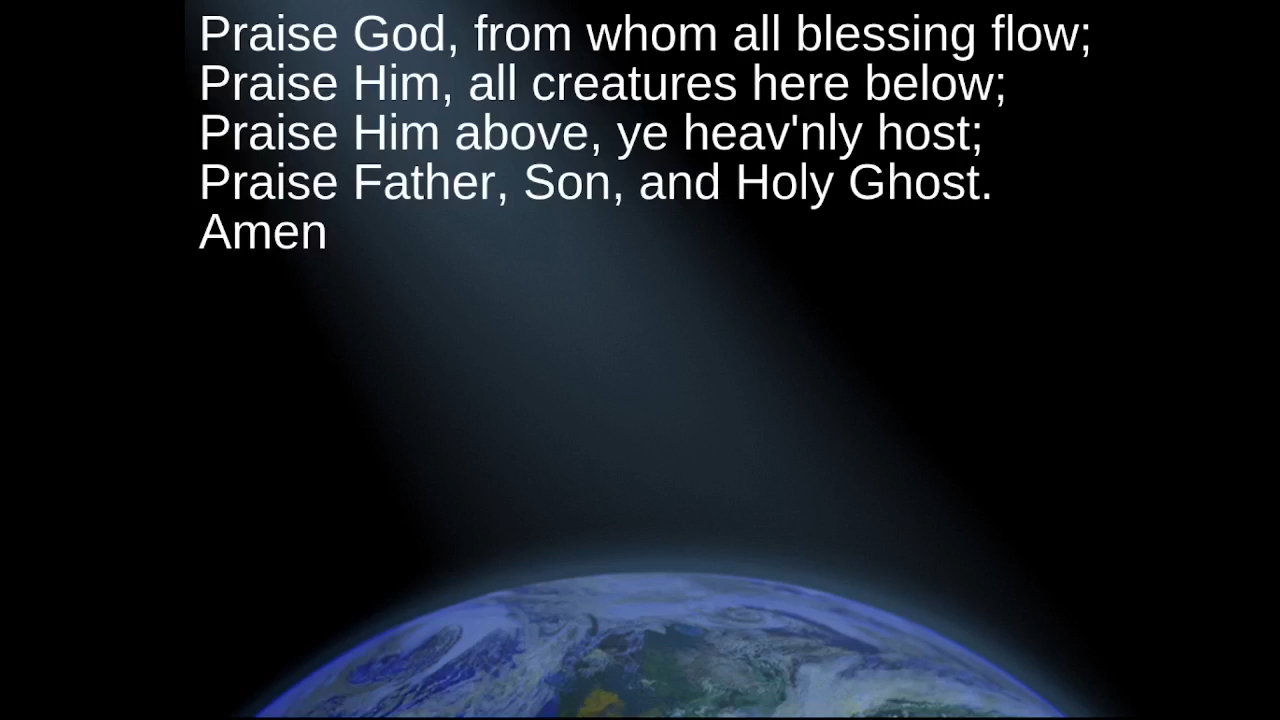 Praise God, from whom all blessing flow;
Praise Him, all creatures here below;
Praise Him above, ye heav'nly host;
Praise Father, Son, and Holy Ghost.
Amen